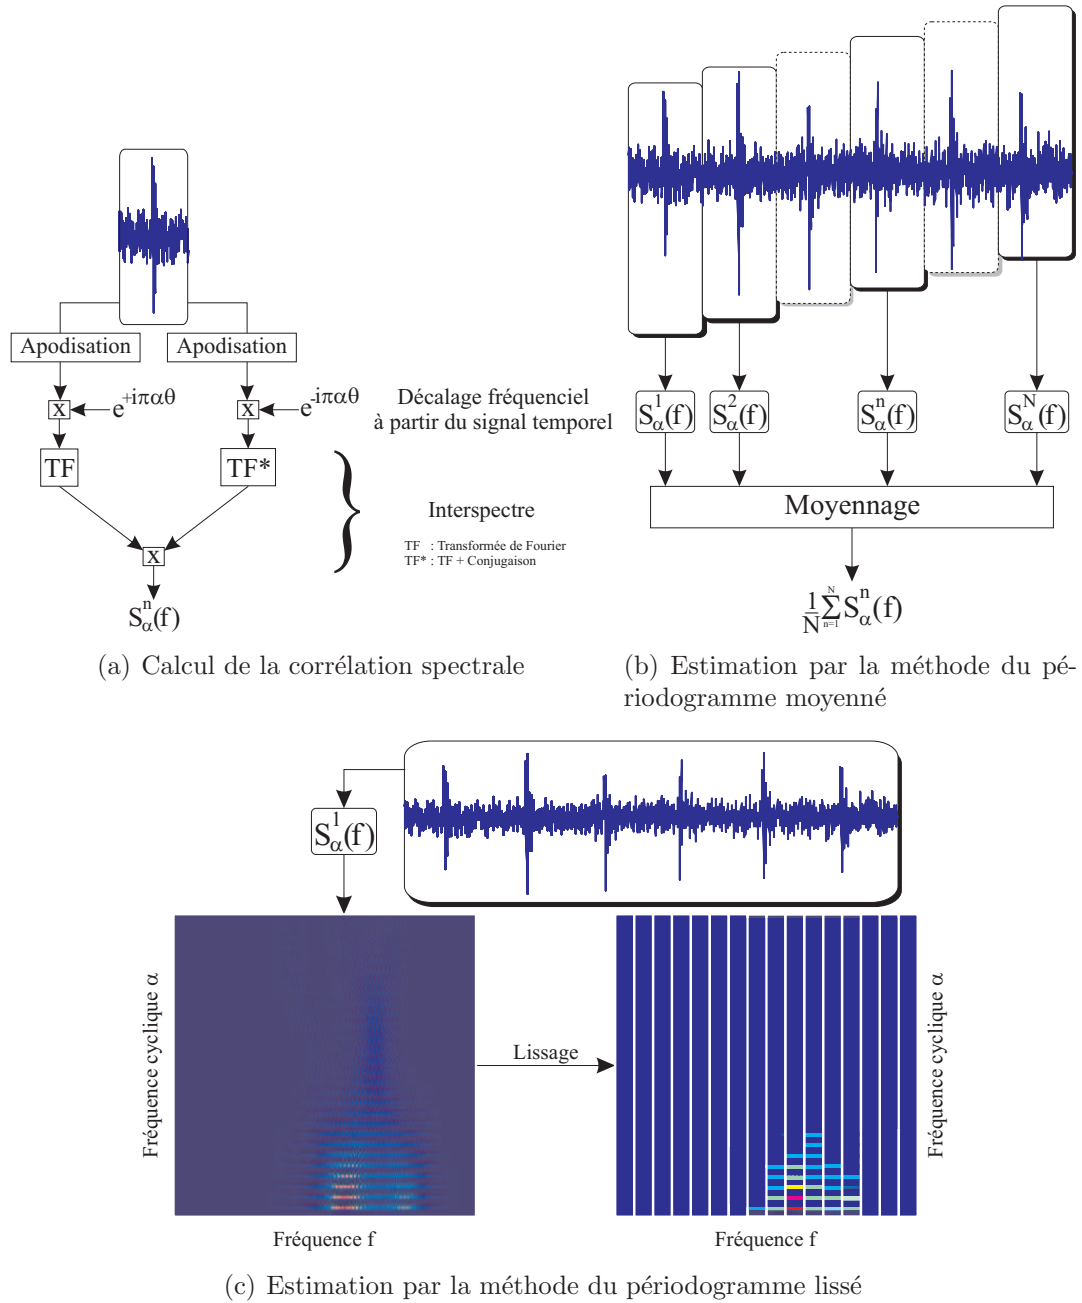 Apodisation
Apodisation
x
e+iπαθ
x
e-iπαθ
Décalage fréquenciel
à partir du signal temporel
TF
TF*
Interspectre
TF : Transformée de Fourier
TF* : TF + Conjugaison
x
Sαn(f)
(a) Calcul de la corrélation spectrale
Sα1(f)
Sα2(f)
Sαn(f)
SαN(f)
Moyennage
1/N ∑n=1N Sαn(f)
(b) Estimation par la méthode du pé-
riodogramme moyenné
Sα1(f)
Fréquence cyclique α
Lissage
Fréquence cyclique α
Fréquence f
Fréquence f
(c) Estimation par la méthode du périodogramme lissé